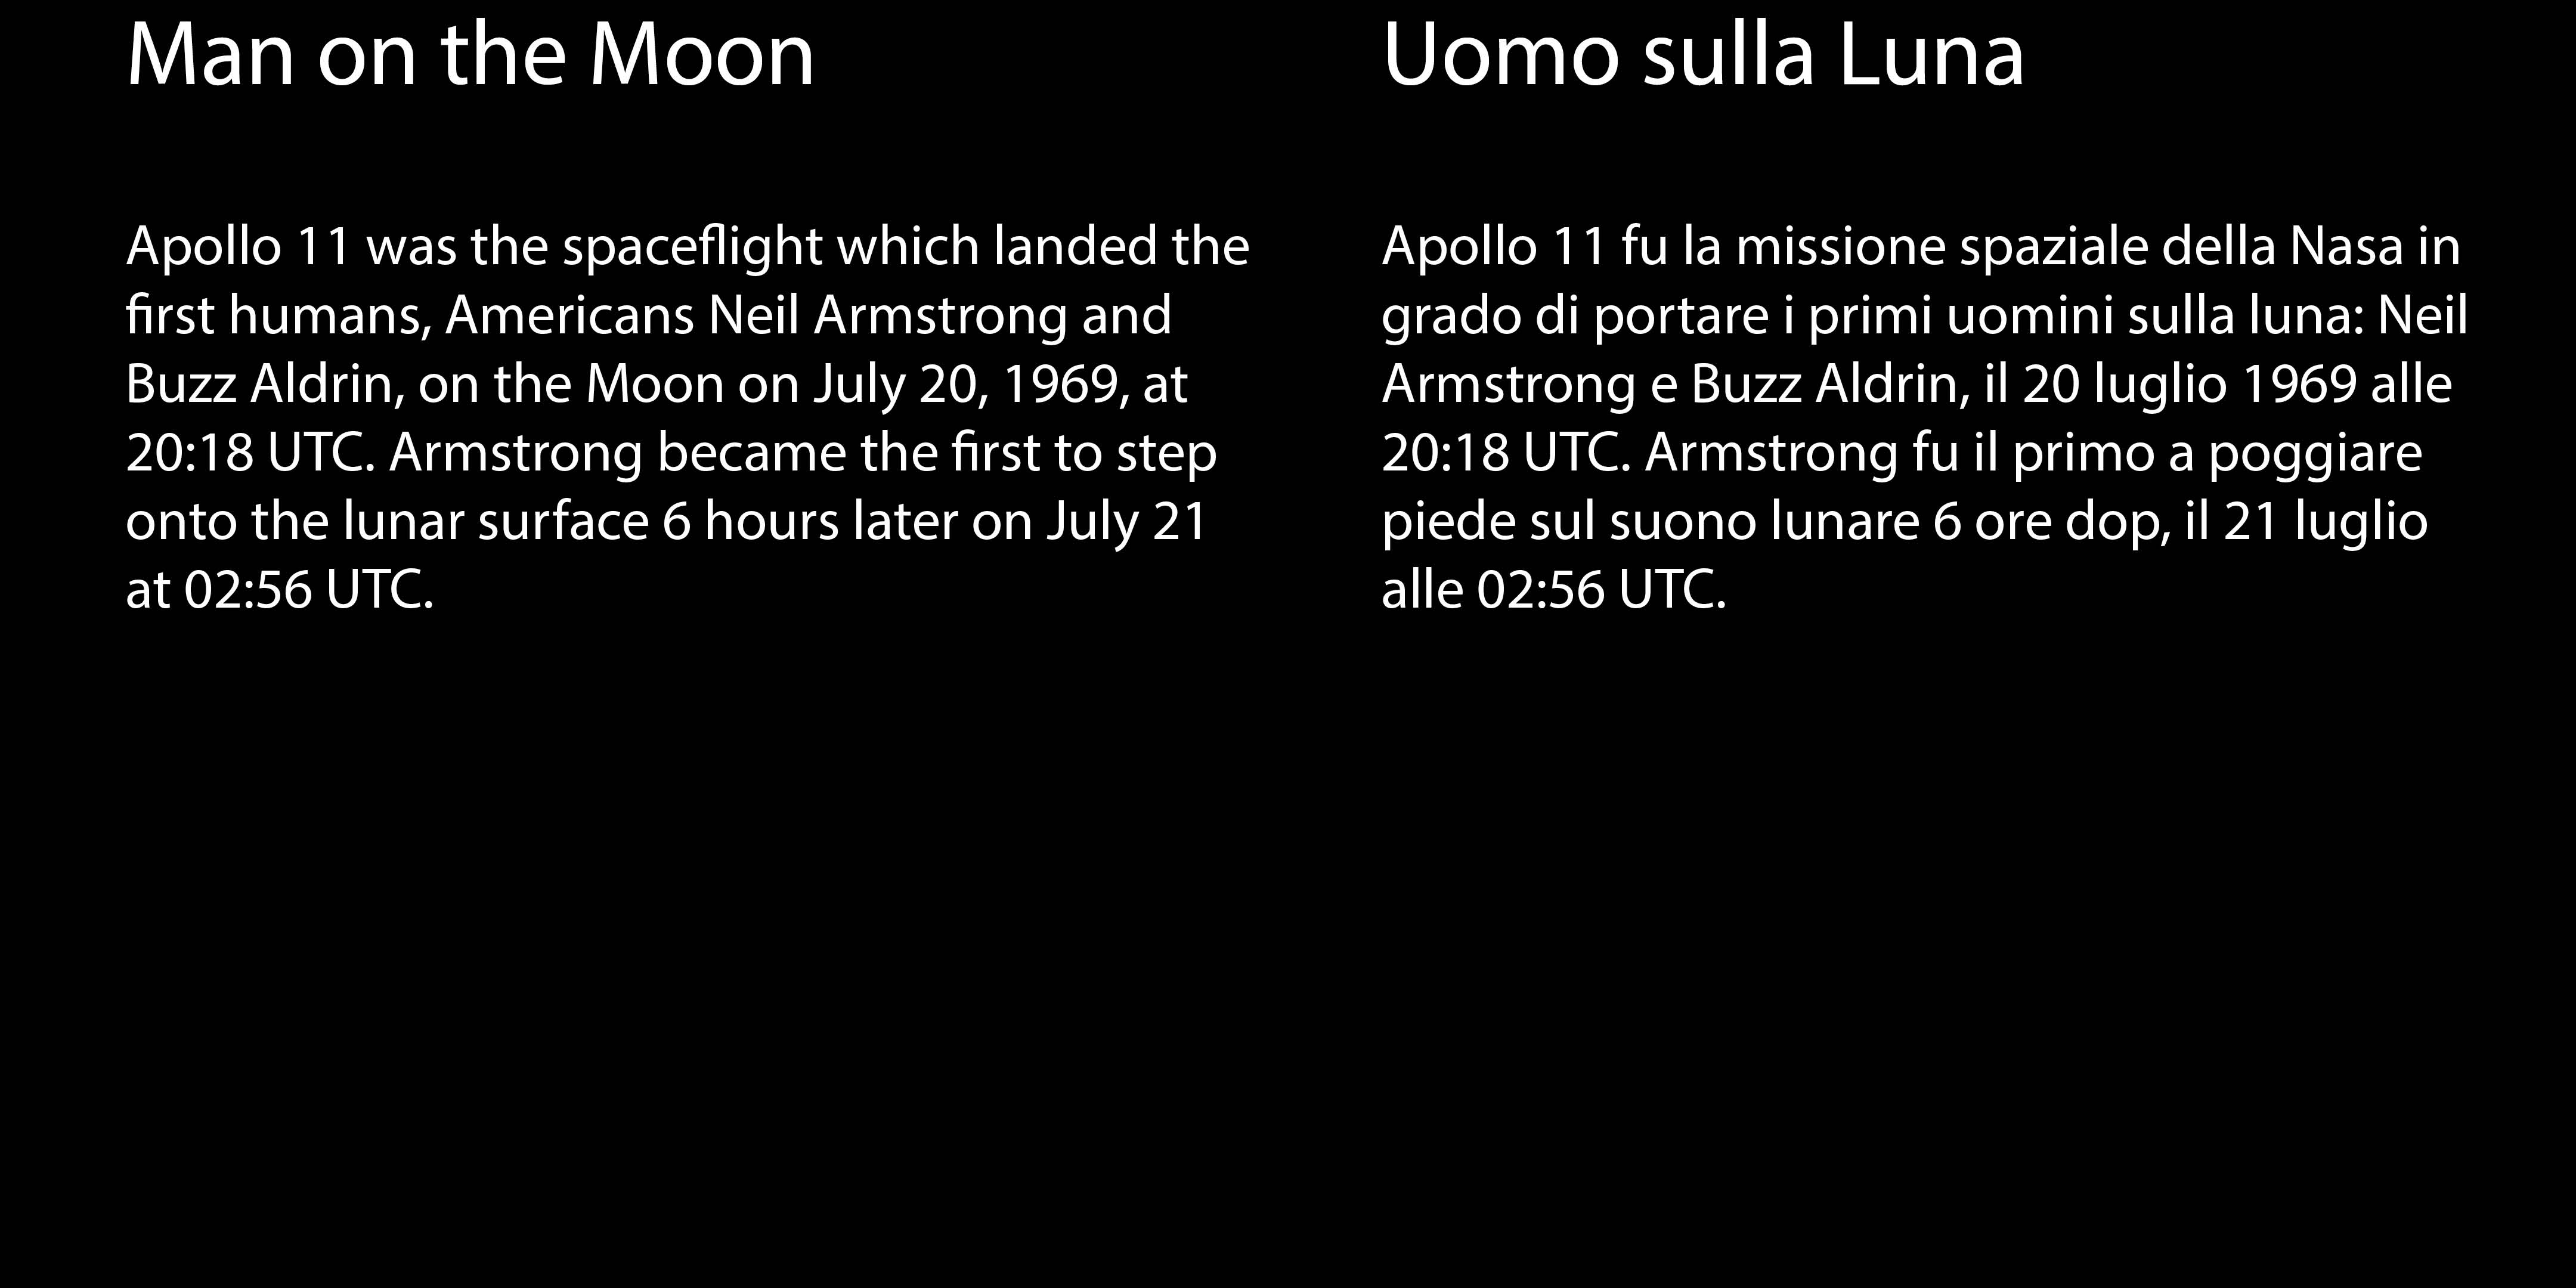 Man on the Moon
Apollo 11 was the spaceflight which landed the
first humans, Americans Neil Armstrong and
Buzz Aldrin, on the Moon on July 20, 1969, at
20:18 UTC. Armstrong became the first to step
onto the lunar surface 6 hours later on July 21
at 02:56 UTC.
Uomo sulla Luna
Apollo 11 fu la missione spaziale della Nasa in
grado di portare i primi uomini sulla luna: Neil
Armstrong e Buzz Aldrin, il 20 luglio 1969 alle
20:18 UTC. Armstrong fu il primo a poggiare
piede sul suono lunare 6 ore dop, il 21 luglio
alle 02:56 UTC.